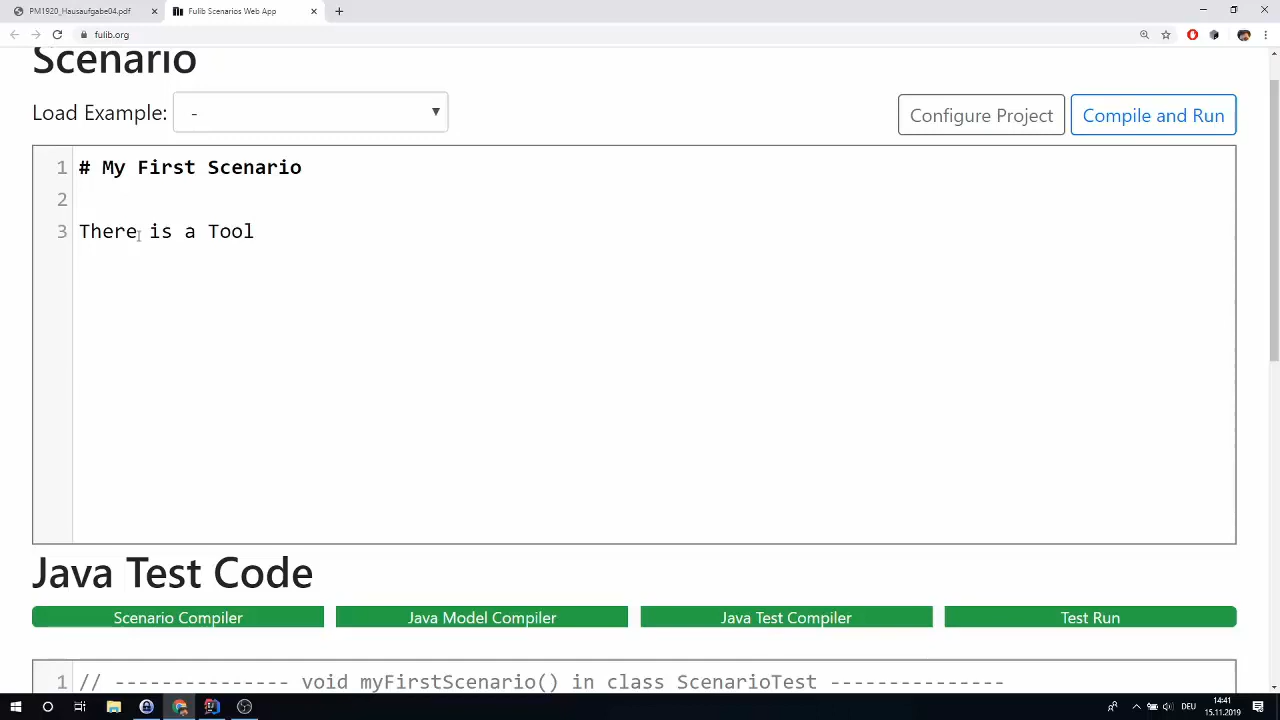 PM1920_Hausaufgabe04.pdf
Fulib Scenarios Web App
fulib.org
Scenario
Load Example: -
Configure Project
Compile and Run
1 # My First Scenario
2
3 There is a Tool
Java Test Code
Scenario Compiler
Java Model Compiler
Java Test Compiler
Test Run
1 // --------------- void myFirstScenario() in class ScenarioTest ---------------
DEU
14:41
15.11.2019